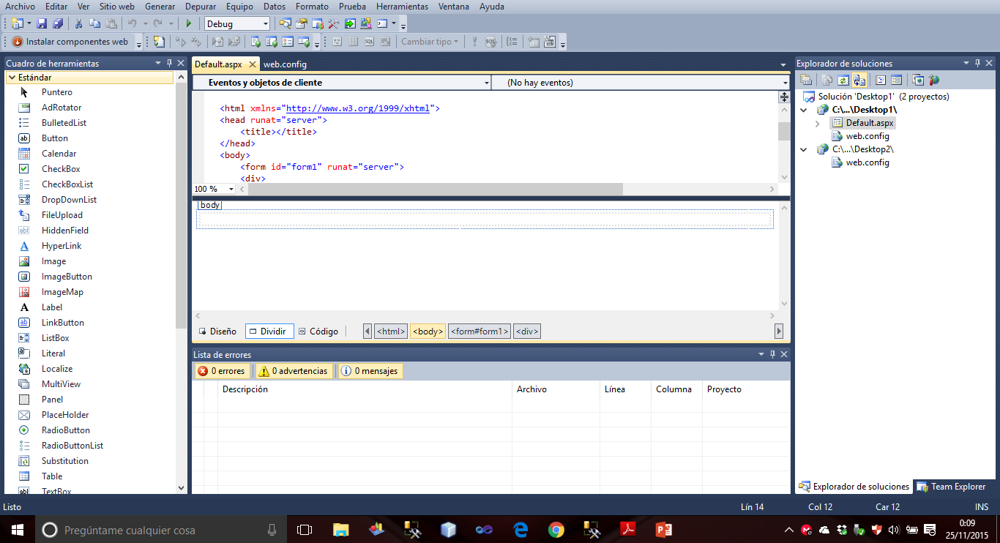 Archivo Editar Ver Sitio web Generar Depurar Equipo Datos Formato Prueba Herramientas Ventana Ayuda
Debug
Instalar componentes web
SQL
Cambiar tipo
SQL
Cuadro de herramientas
Estándar
Puntero
AdRotator
BulletedList
Button
Calendar
CheckBox
CheckBoxList
DropDownList
FileUpload
HiddenField
HyperLink
Image
ImageButton
ImageMap
Label
LinkButton
ListBox
Literal
Localize
MultiView
Panel
PlaceHolder
RadioButton
RadioButtonList
Substitution
Table
TextBox
Default.aspx web.config
Eventos y objetos de cliente (No hay eventos)
<html xmlns="http://www.w3.org/1999/xhtml">
<head runat="server">
<title></title>
</head>
<body>
<form id="form1" runat="server">
<div>
100 %
body
Diseño Dividir Código <html> <body> <form#form1> <div>
Lista de errores
0 errores 0 advertencias 0 mensajes
Descripción Archivo Línea Columna Proyecto
Explorador de soluciones
Solución 'Desktop1' (2 proyectos)
C:\...\Desktop1\
Default.aspx
web.config
C:\...\Desktop2\
web.config
Explorador de soluciones Team Explorer
Listo Lín 14 Col 12 Car 12 INS
Pregúntame cualquier cosa
0:09
25/11/2015